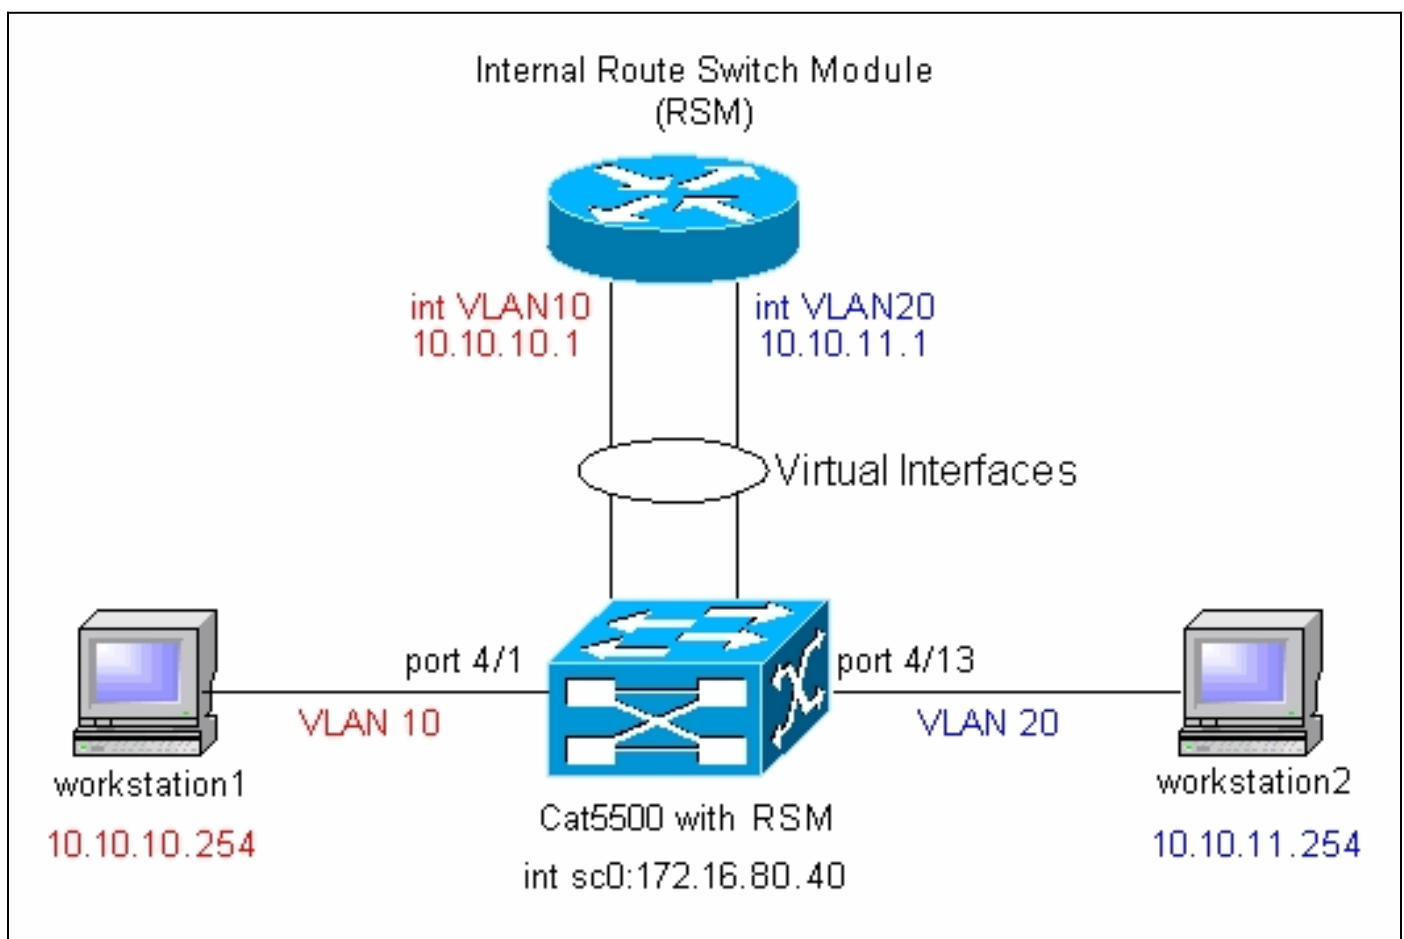 Internal Route Switch Module
(RSM)
int VLAN10
10.10.10.1
int VLAN20
10.10.11.1
Virtual Interfaces
port 4/1
port 4/13
VLAN 10
VLAN 20
workstation1
10.10.10.254
Cat5500 with RSM
int sc0:172.16.80.40
workstation2
10.10.11.254